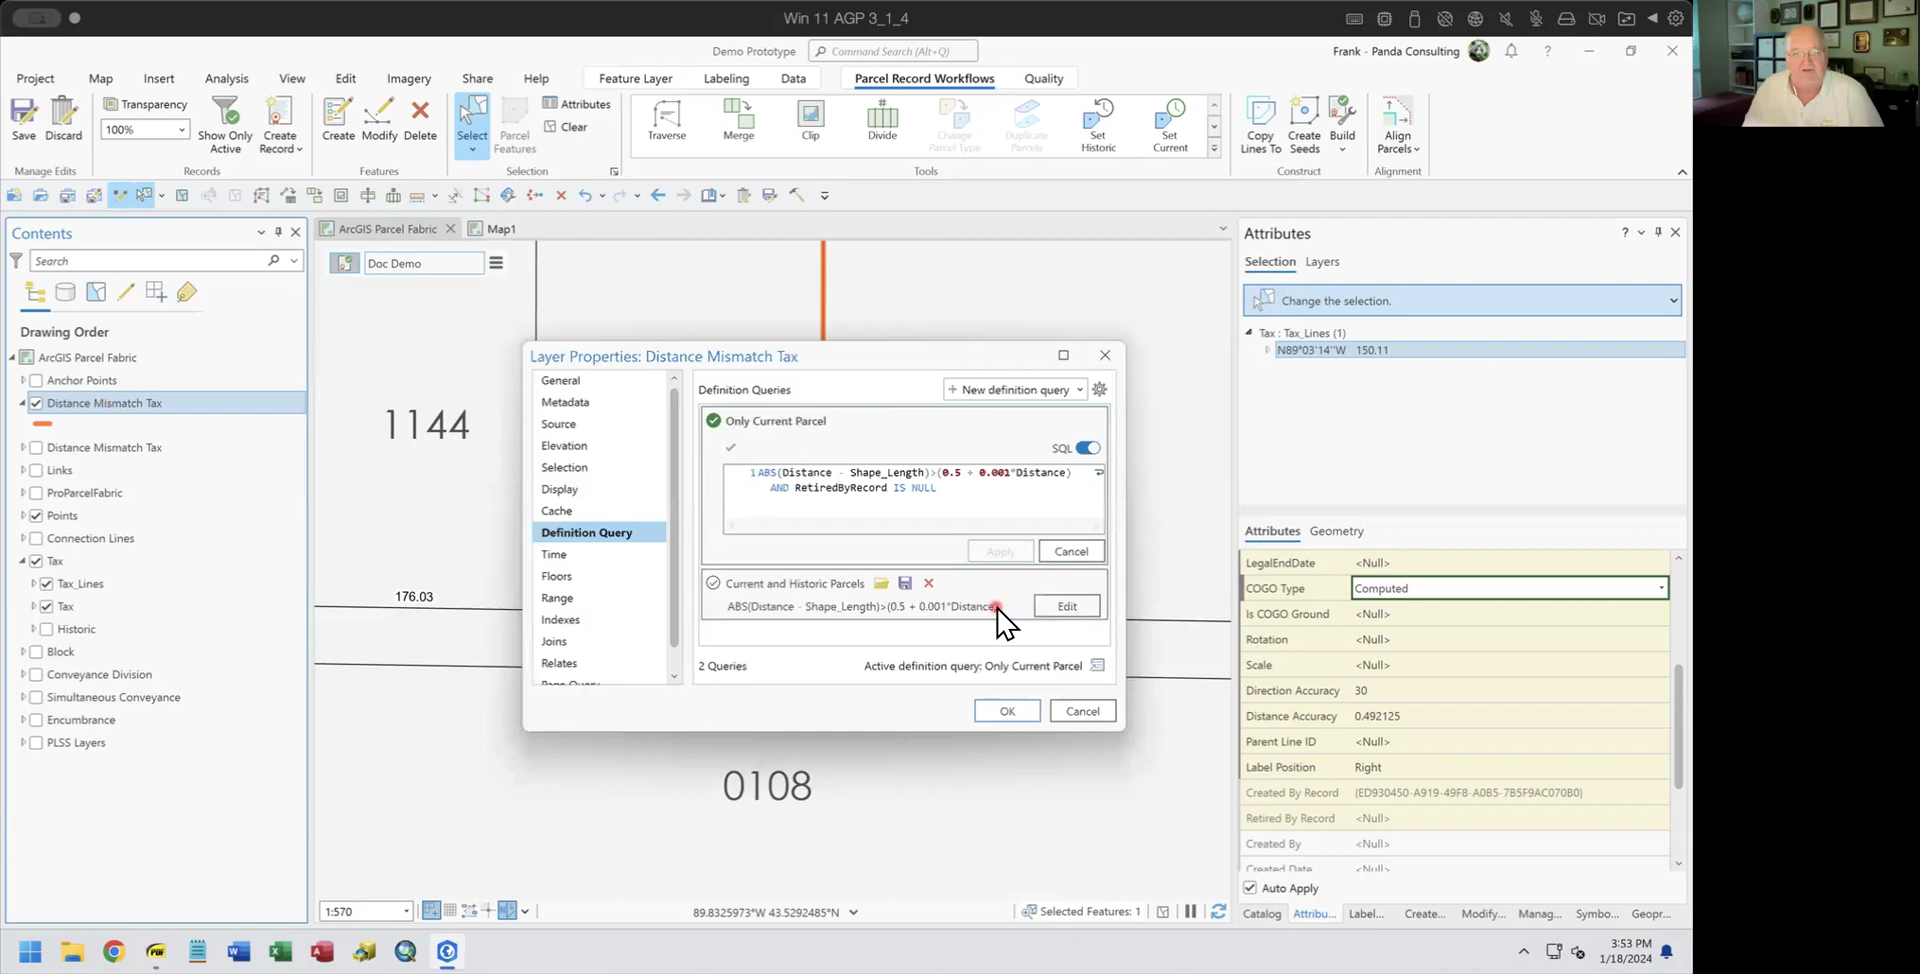 Win 11 AGP 3_1_4
Demo Prototype
Command Search (Alt+Q)
Frank - Panda Consulting
?
Project
Map
Insert
Analysis
View
Edit
Imagery
Share
Help
Feature Layer
Labeling
Data
Parcel Record Workflows
Quality
Save
Discard
Transparency
100%
Show Only
Active
Create
Record
Create
Modify
Delete
Select
Parcel
Features
Attributes
Clear
Traverse
Merge
Clip
Divide
Change
Parcel Type
Duplicate
Parcels
Set
Historic
Set
Current
Copy
Lines To
Create
Seeds
Build
Align
Parcels
Manage Edits
Records
Features
Selection
Tools
Construct
Alignment
Contents
Search
Drawing Order
ArcGIS Parcel Fabric
Anchor Points
Distance Mismatch Tax
Distance Mismatch Tax
Links
ProParcelFabric
Points
Connection Lines
Tax
Tax_Lines
Tax
Historic
Block
Conveyance Division
Simultaneous Conveyance
Encumbrance
PLSS Layers
ArcGIS Parcel Fabric
Map1
Doc Demo
1144
176.03
0108
Layer Properties: Distance Mismatch Tax
General
Metadata
Source
Elevation
Selection
Display
Cache
Definition Query
Time
Floors
Range
Indexes
Joins
Relates
Page Query
Definition Queries
+ New definition query
Only Current Parcel
SQL
1 ABS(Distance - Shape_Length)>(0.5 + 0.001*Distance)
AND RetiredByRecord IS NULL
Apply
Cancel
Current and Historic Parcels
ABS(Distance - Shape_Length)>(0.5 + 0.001*Distance
Edit
2 Queries
Active definition query: Only Current Parcel
OK
Cancel
1:570
89.8325973°W 43.5292485°N
Selected Features: 1
Attributes
?
Selection
Layers
Change the selection.
Tax : Tax_Lines (1)
N89°03'14''W 150.11
Attributes
Geometry
LegalEndDate <Null>
COGO Type Computed
Is COGO Ground <Null>
Rotation <Null>
Scale <Null>
Direction Accuracy 30
Distance Accuracy 0.492125
Parent Line ID <Null>
Label Position Right
Created By Record {ED930450-A919-49F8-A0B5-7B5F9AC070B0}
Retired By Record <Null>
Created By <Null>
Created Date <Null>
Auto Apply
Catalog
Attribu...
Label...
Create...
Modify...
Manag...
Symbo...
Geopr...
3:53 PM
1/18/2024